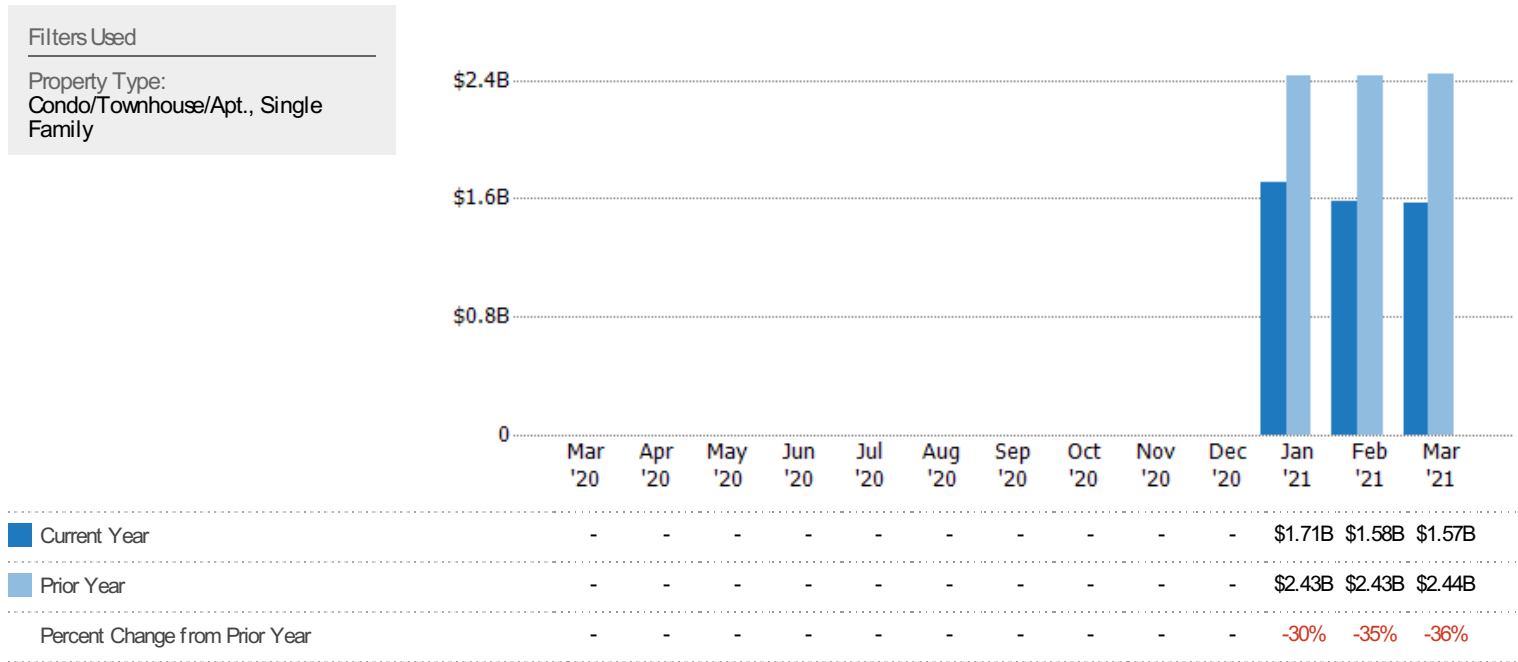 Filters Used
Property Type:
Condo/Townhouse/Apt., Single
Family
$2.4B
$1.6B
$0.8B
0
Mar Apr May Jun Jul Aug Sep Oct Nov Dec Jan Feb Mar
'20 '20 '20 '20 '20 '20 '20 '20 '20 '20 '21 '21 '21
Current Year - - - - - - - - - - $1.71B $1.58B $1.57B
Prior Year - - - - - - - - - - $2.43B $2.43B $2.44B
Percent Change from Prior Year - - - - - - - - - - -30% -35% -36%